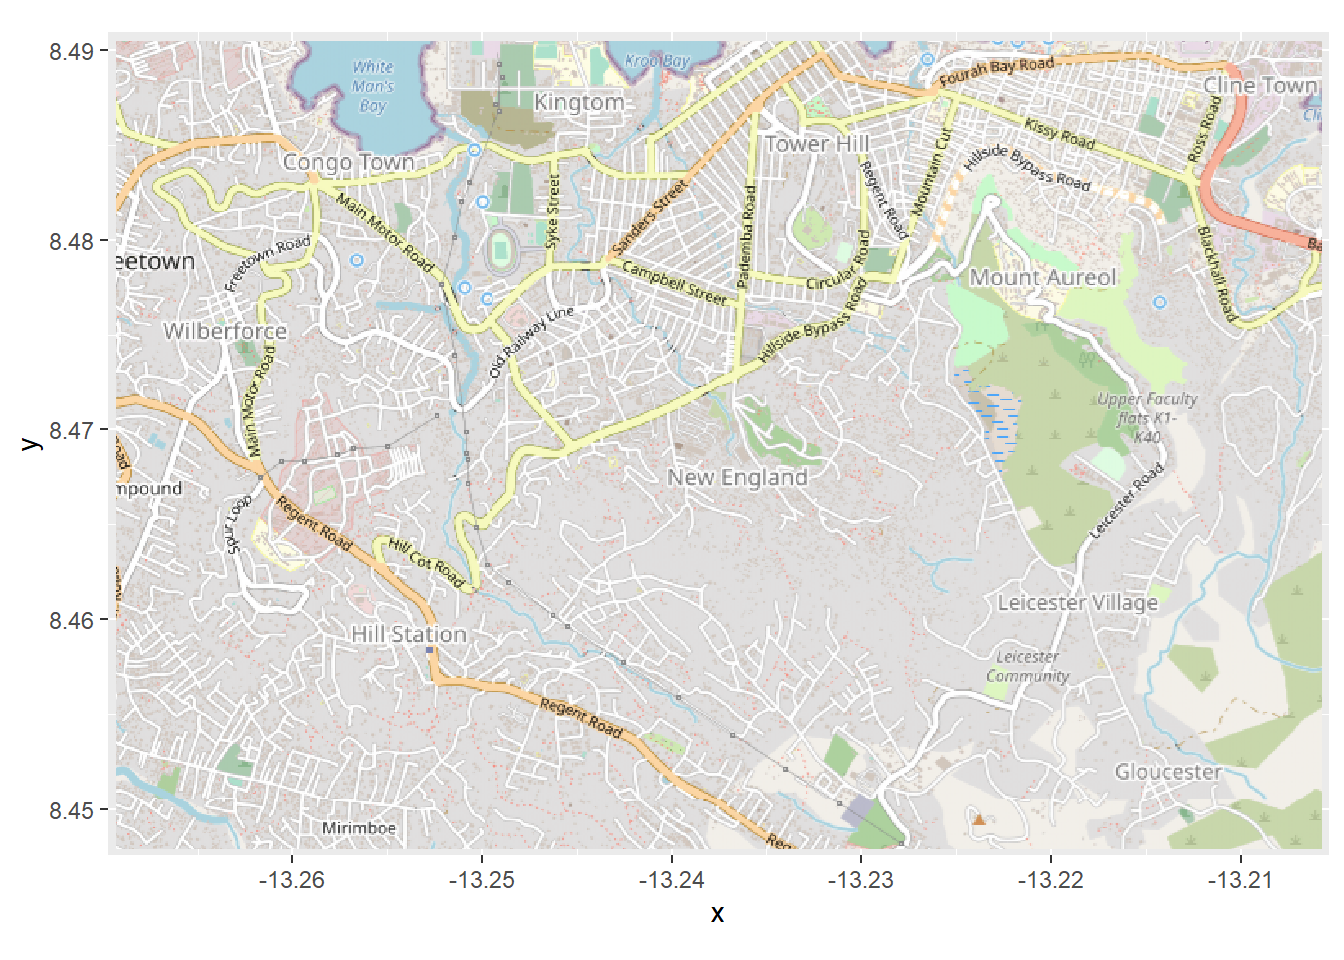 8.49
8.48
8.47
8.46
8.45
y
-13.26
-13.25
-13.24
-13.23
-13.22
-13.21
x
White
Man's
Bay
Kroo Bay
Kingtom
Fourah Bay Road
Cline Town
Tower Hill
Kissy Road
Ross Road
Congo Town
Hillside Bypass Road
Mountain Cut
Regent Road
Main Motor Road
Syke Street
Sanders Street
Pademba Road
Freetown Road
eetown
Campbell Street
Circular Road
Mount Aureol
Blackhall Road
Ba
Wilberforce
Old Railway Line
Hillside Bypass Road
Main Motor Road
Upper Faculty
flats K1-
K40
oad
mpound
New England
Spur Loop
Regent Road
Leicester Road
Hill Cot Road
Leicester Village
Hill Station
Leicester
Community
Regent Road
Gloucester
Mirimboe
Reg